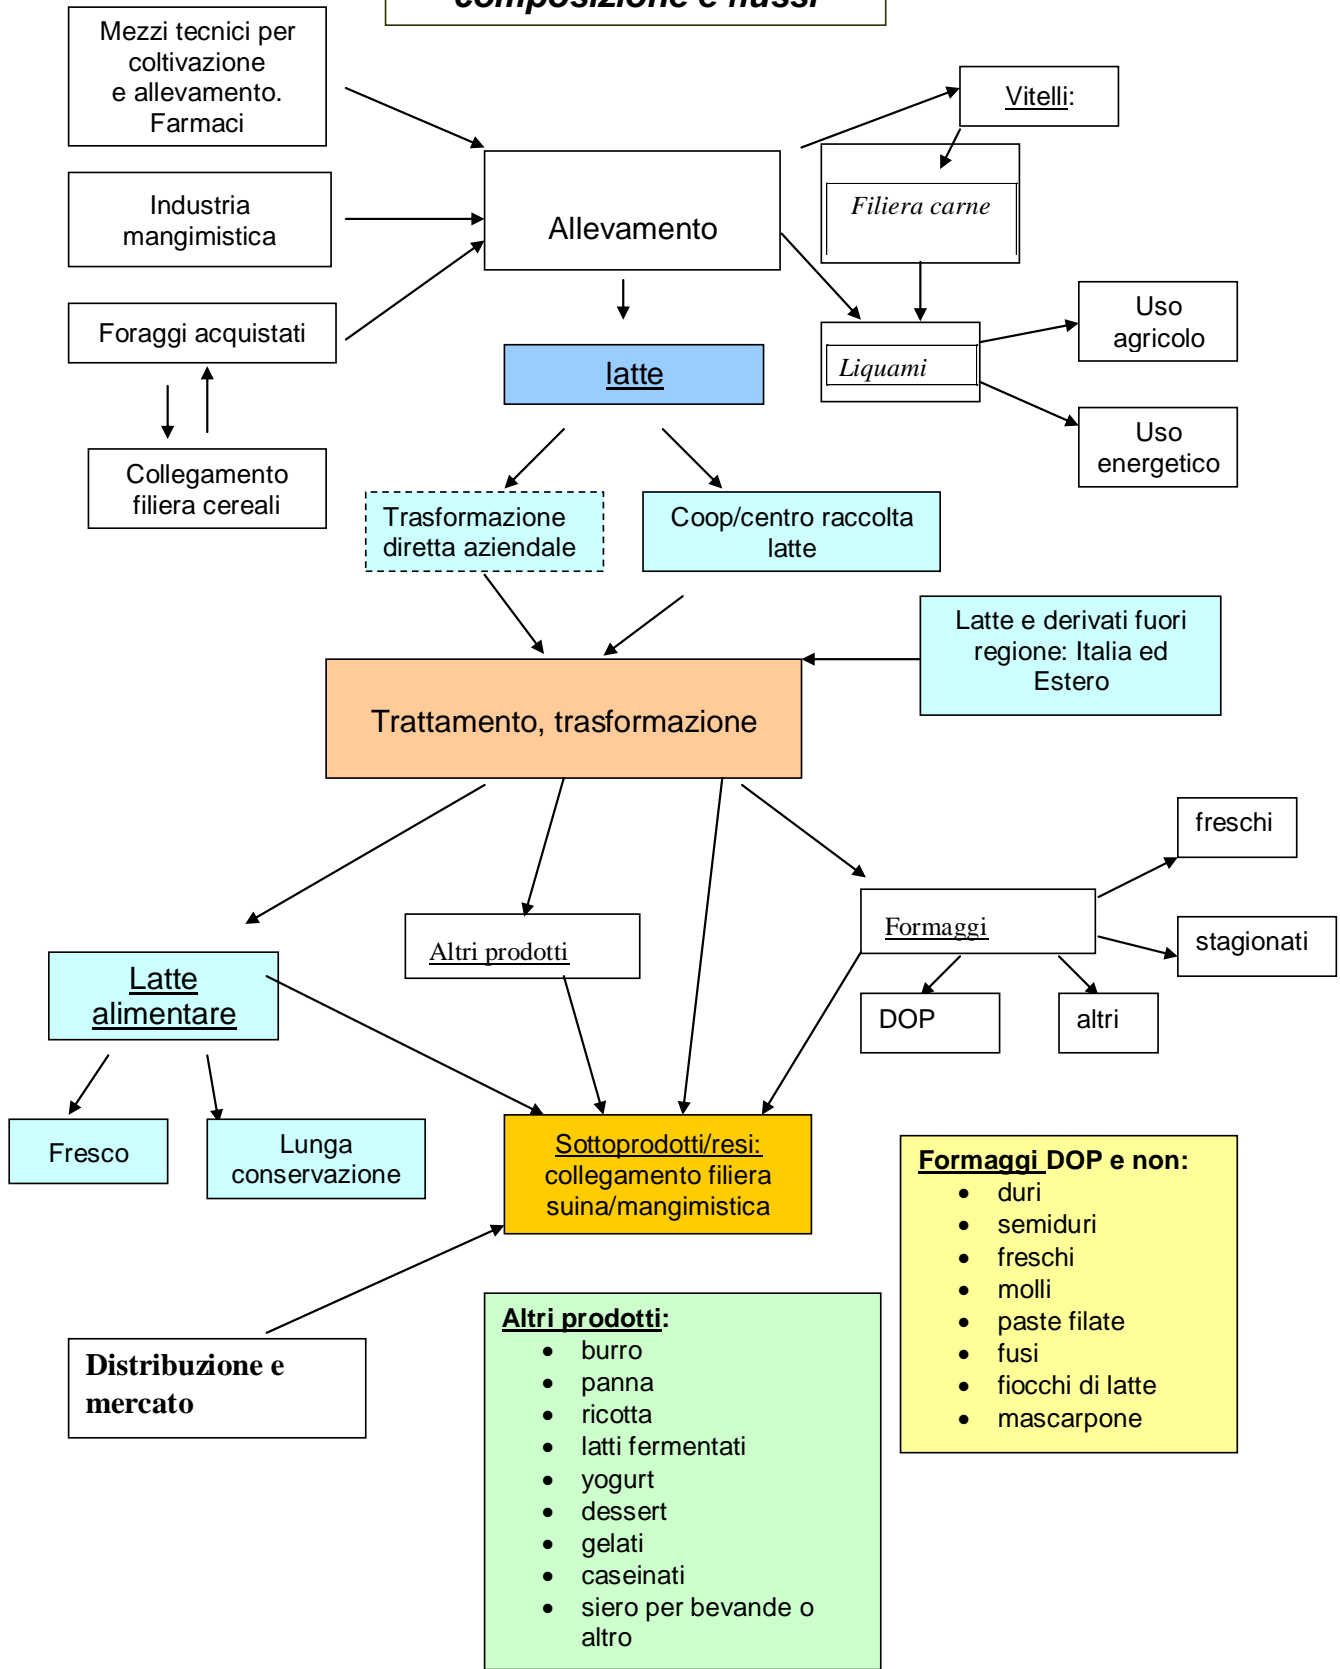 composizione e flussi
Mezzi tecnici per
coltivazione
e allevamento.
Farmaci
Vitelli:
Industria
mangimistica
Allevamento
Filiera carne
Foraggi acquistati
Uso
agricolo
latte
Liquami
Uso
energetico
Collegamento
filiera cereali
Trasformazione
diretta aziendale
Coop/centro raccolta
latte
Latte e derivati fuori
regione: Italia ed
Estero
Trattamento, trasformazione
freschi
Formaggi
stagionati
Altri prodotti
Latte
alimentare
DOP
altri
Fresco
Lunga
conservazione
Sottoprodotti/resi:
collegamento filiera
suina/mangimistica
Formaggi DOP e non:
• duri
• semiduri
• freschi
• molli
• paste filate
• fusi
• fiocchi di latte
• mascarpone
Distribuzione e
mercato
Altri prodotti:
• burro
• panna
• ricotta
• latti fermentati
• yogurt
• dessert
• gelati
• caseinati
• siero per bevande o
altro